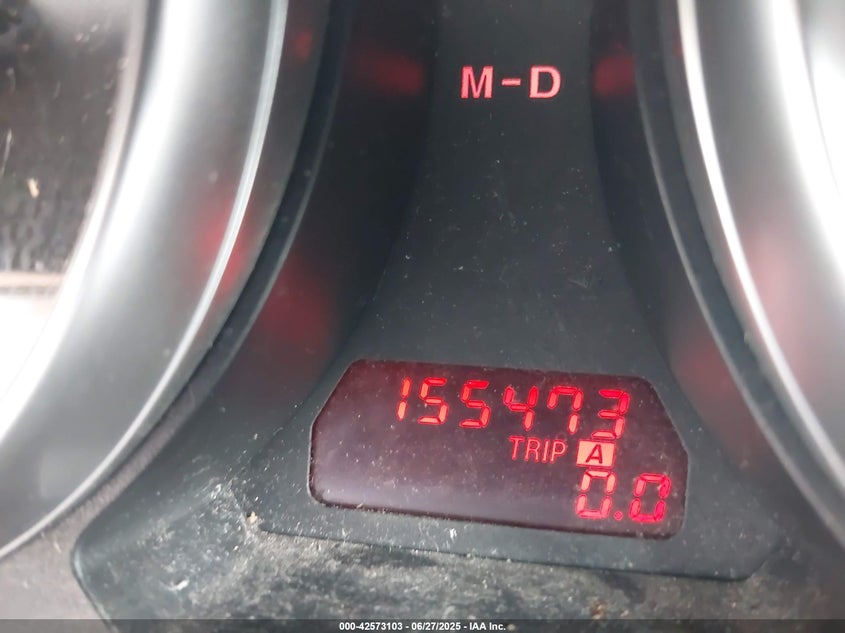 M-D
155473
TRIP A
0.0
000-42573103 - 06/27/2025 - IAA Inc.